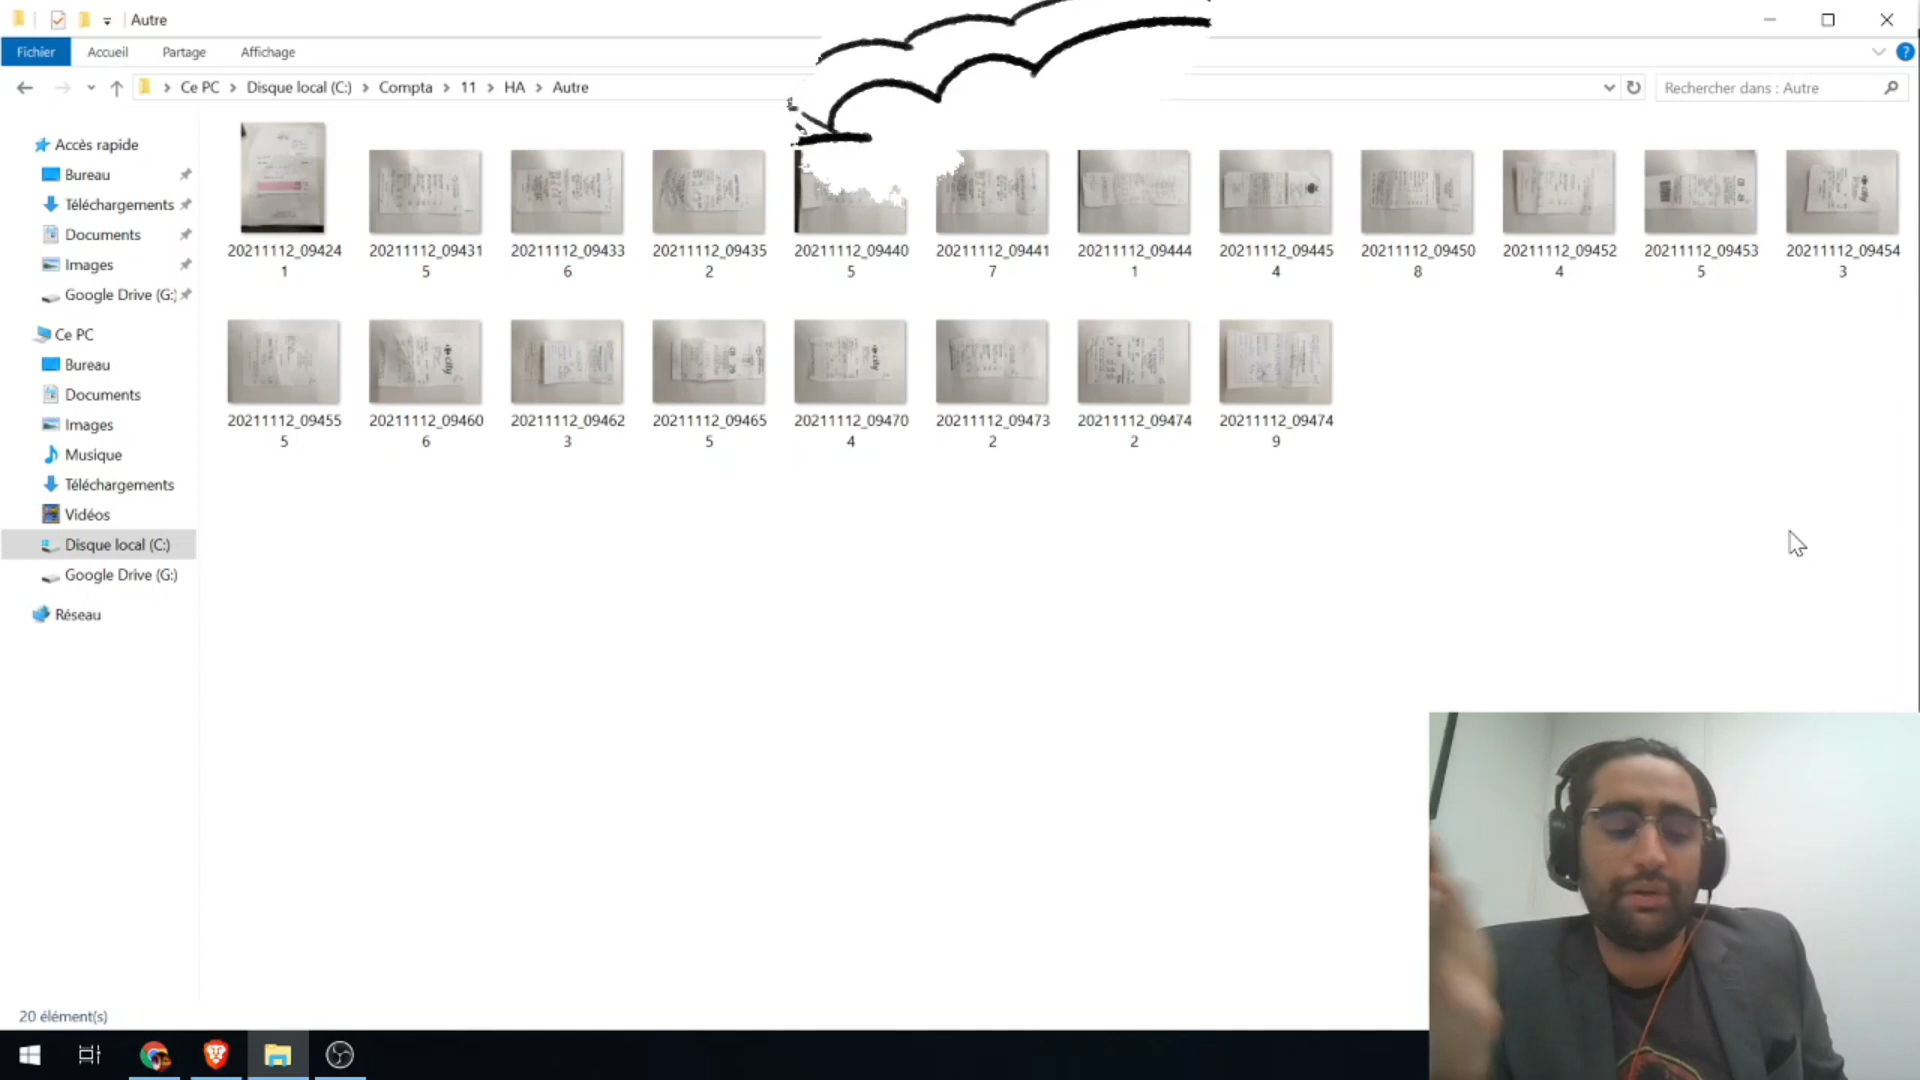 Autre
Fichier Accueil Partage Affichage
Ce PC Disque local (C:) Compta 11 HA Autre
Rechercher dans : Autre
Accès rapide
Bureau
Téléchargements
Documents
Images
Google Drive (G:)
Ce PC
Bureau
Documents
Images
Musique
Téléchargements
Vidéos
Disque local (C:)
Google Drive (G:)
Réseau
20211112_09424 20211112_09431 20211112_09433 20211112_09435 20211112_09440 20211112_09441 20211112_09444 20211112_09445 20211112_09450 20211112_09452 20211112_09453 20211112_09454
1 5 6 2 5 7 1 4 8 4 5 3
20211112_09455 20211112_09460 20211112_09462 20211112_09465 20211112_09470 20211112_09473 20211112_09474 20211112_09474
5 6 3 5 4 2 2 9
20 élément(s)